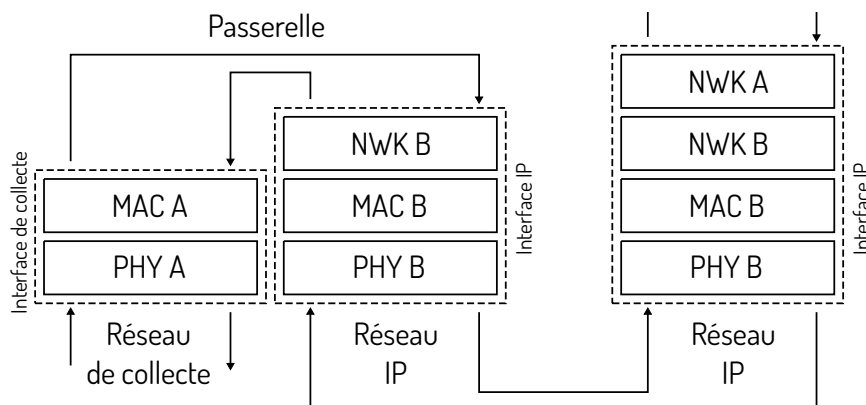 Passerelle
Interface de collecte
MAC A
PHY A
Réseau
de collecte
NWK B
MAC B
PHY B
Interface IP
Réseau
IP
NWK A
NWK B
MAC B
PHY B
Interface IP
Réseau
IP